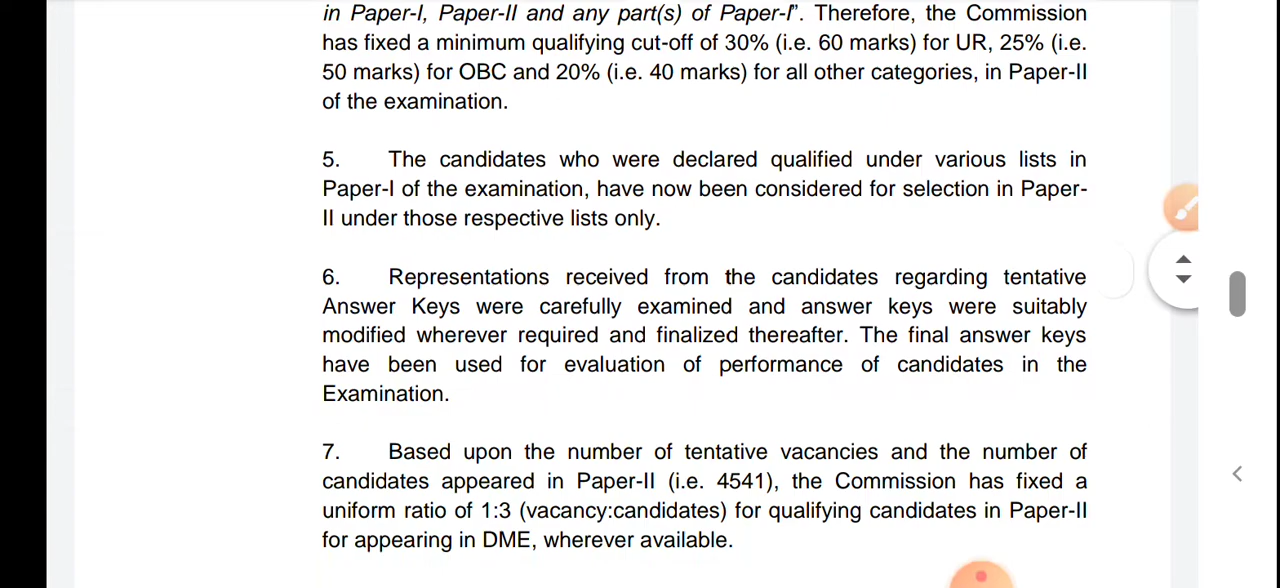 in Paper-I, Paper-II and any part(s) of Paper-I". Therefore, the Commission
has fixed a minimum qualifying cut-off of 30% (i.e. 60 marks) for UR, 25% (i.e.
50 marks) for OBC and 20% (i.e. 40 marks) for all other categories, in Paper-II
of the examination.
5. The candidates who were declared qualified under various lists in
Paper-I of the examination, have now been considered for selection in Paper-
II under those respective lists only.
6. Representations received from the candidates regarding tentative
Answer Keys were carefully examined and answer keys were suitably
modified wherever required and finalized thereafter. The final answer keys
have been used for evaluation of performance of candidates in the
Examination.
7. Based upon the number of tentative vacancies and the number of
candidates appeared in Paper-II (i.e. 4541), the Commission has fixed a
uniform ratio of 1:3 (vacancy:candidates) for qualifying candidates in Paper-II
for appearing in DME, wherever available.